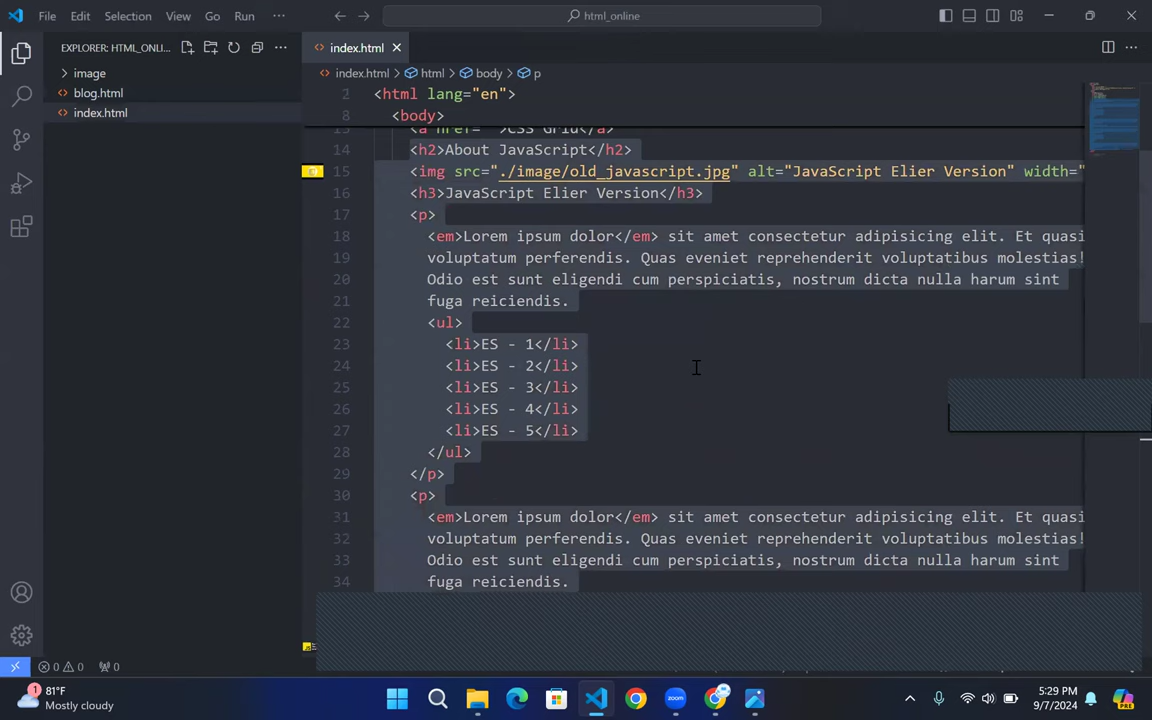 File Edit Selection View Go Run ··· html_online
EXPLORER: HTML_ONLI...
image
blog.html
index.html
index.html
index.html > html > body > p
2 <html lang="en">
8 <body>
<a href=" ">CSS Grid</a>
14 <h2>About JavaScript</h2>
15 <img src="./image/old_javascript.jpg" alt="JavaScript Elier Version" width="
16 <h3>JavaScript Elier Version</h3>
17 <p>
18 <em>Lorem ipsum dolor</em> sit amet consectetur adipisicing elit. Et quasi
19 voluptatum perferendis. Quas eveniet reprehenderit voluptatibus molestias!
20 Odio est sunt eligendi cum perspiciatis, nostrum dicta nulla harum sint
21 fuga reiciendis.
22 <ul>
23 <li>ES - 1</li>
24 <li>ES - 2</li>
25 <li>ES - 3</li>
26 <li>ES - 4</li>
27 <li>ES - 5</li>
28 </ul>
29 </p>
30 <p>
31 <em>Lorem ipsum dolor</em> sit amet consectetur adipisicing elit. Et quasi
32 voluptatum perferendis. Quas eveniet reprehenderit voluptatibus molestias!
33 Odio est sunt eligendi cum perspiciatis, nostrum dicta nulla harum sint
34 fuga reiciendis.
0 0 0
1 81°F
Mostly cloudy
5:29 PM
9/7/2024
PRE